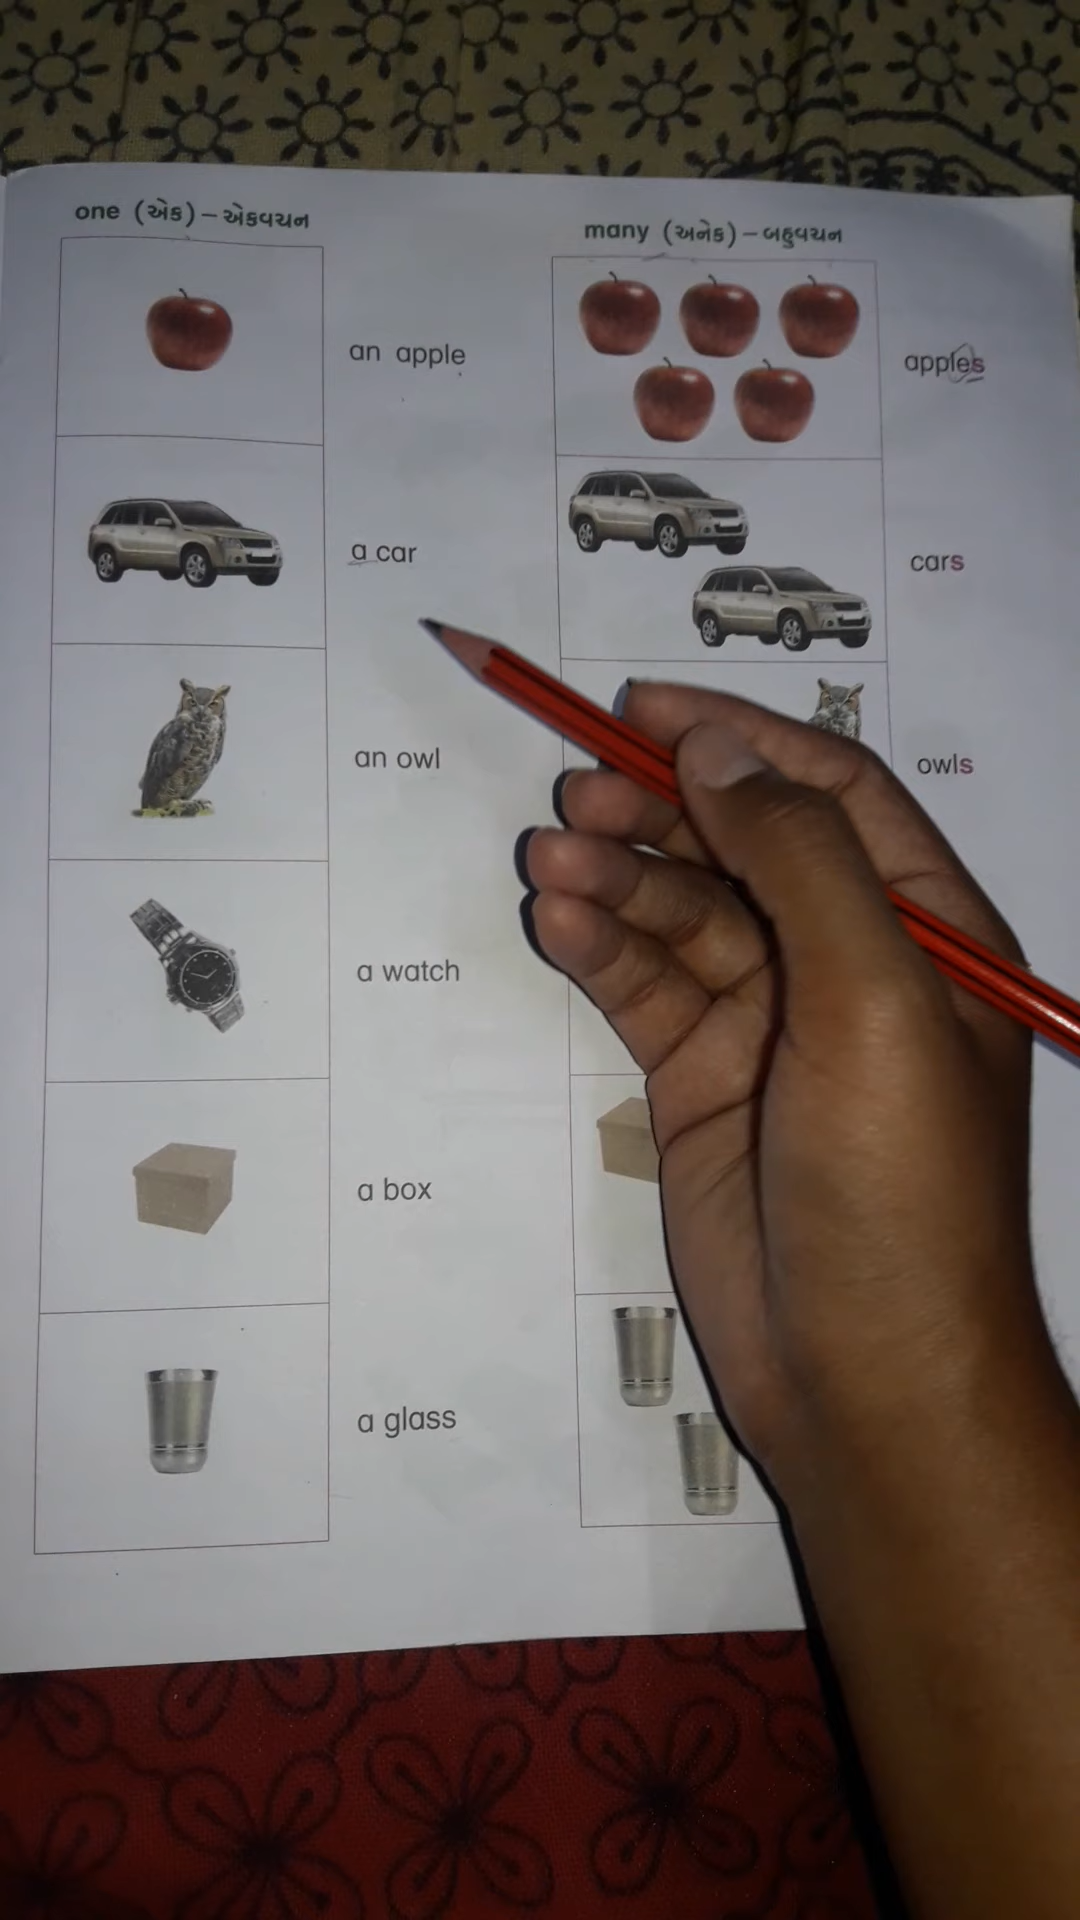 one (એક) – એકવચન
many (અનેક) – બહુવચન
an apple
apples
a car
cars
an owl
owls
a watch
a box
a glass